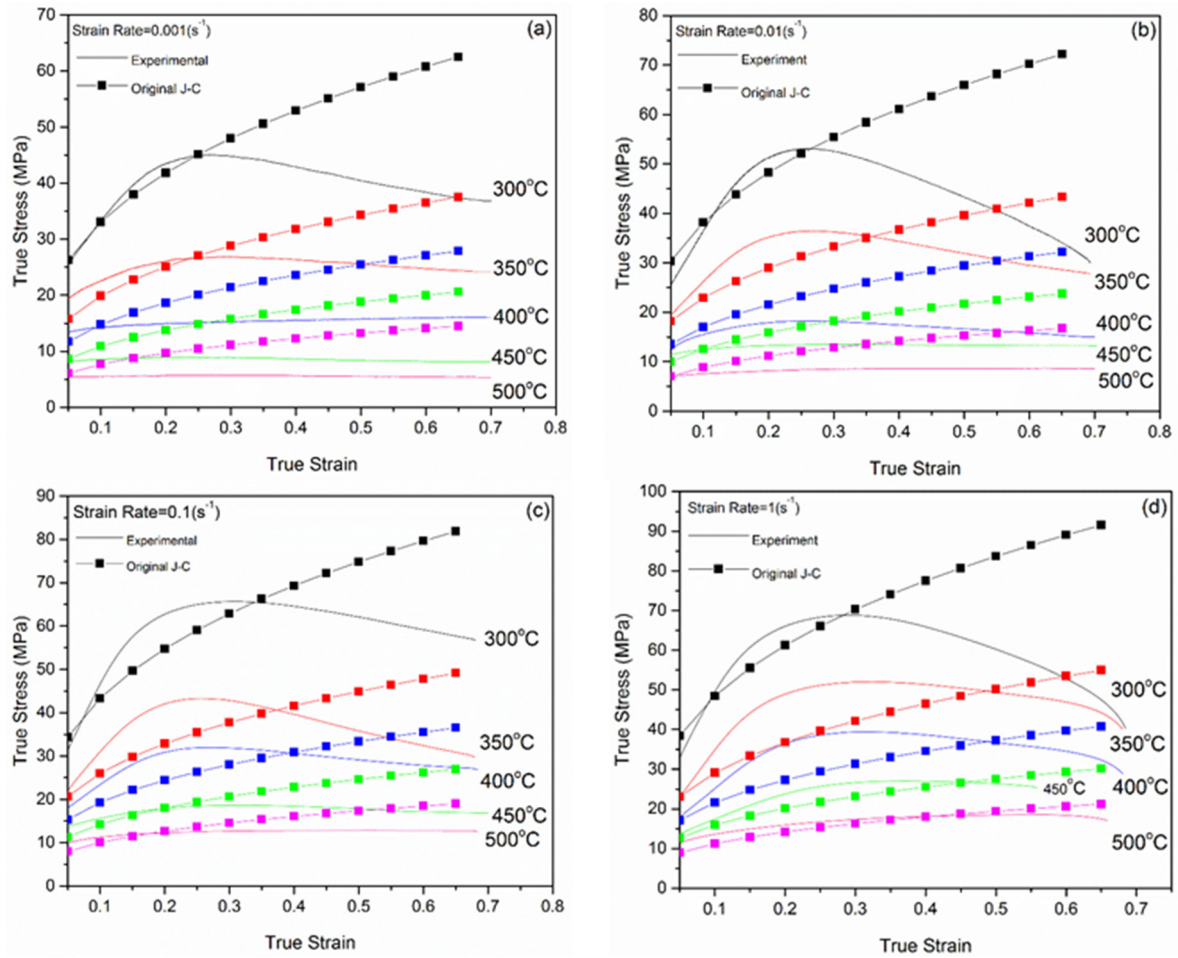 Strain Rate=0.001(s-1)
(a)
Experimental
Original J-C
True Stress (MPa)
60
50
40
30
20
10
0
300°C
350°C
400°C
450°C
500°C
0.1 0.2 0.3 0.4 0.5 0.6 0.7 0.8
True Strain
Strain Rate=0.01(s-1)
(b)
Experiment
Original J-C
True Stress (MPa)
80
70
60
50
40
30
20
10
0
300°C
350°C
400°C
450°C
500°C
0.1 0.2 0.3 0.4 0.5 0.6 0.7 0.8
True Strain
Strain Rate=0.1(s-1)
(c)
Experimental
Original J-C
True Stress (MPa)
90
80
70
60
50
40
30
20
10
0
300°C
350°C
400°C
450°C
500°C
0.1 0.2 0.3 0.4 0.5 0.6 0.7 0.8
True Strain
Strain Rate=1(s-1)
(d)
Experiment
Original J-C
True Stress (MPa)
100
90
80
70
60
50
40
30
20
10
0
300°C
350°C
400°C
450°C
500°C
0.1 0.2 0.3 0.4 0.5 0.6 0.7
True Strain